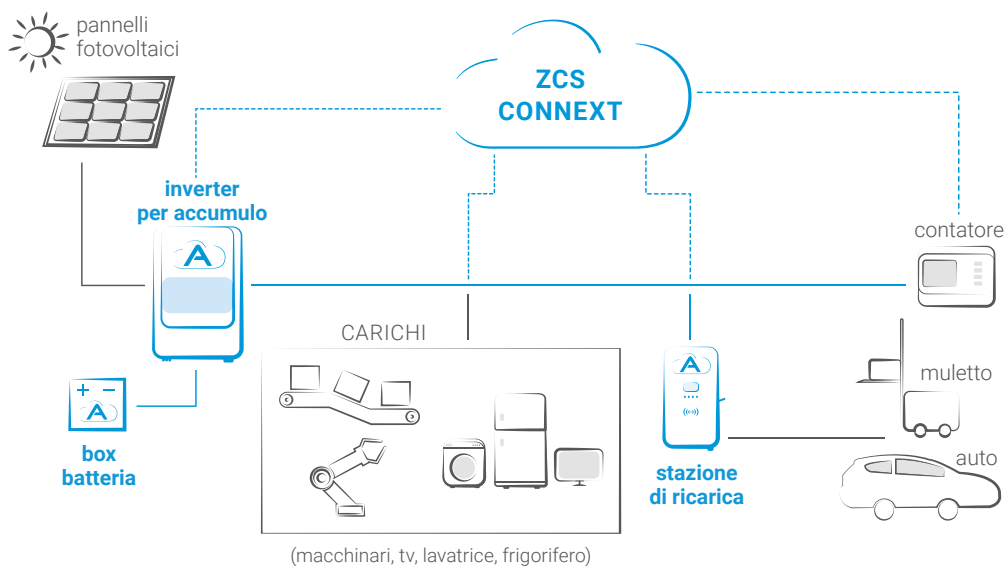 pannelli
fotovoltaici
ZCS
CONNEXT
inverter
per accumulo
A
contatore
CARICHI
A
muletto
+ −
A
box
batteria
auto
stazione
di ricarica
(macchinari, tv, lavatrice, frigorifero)